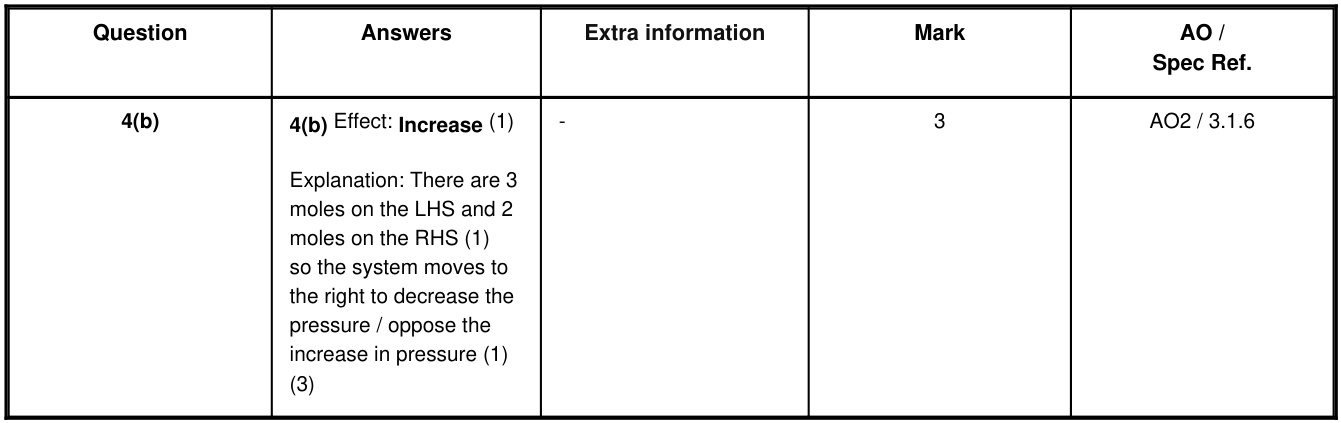 Question Answers Extra information Mark AO /
Spec Ref.
4(b) 4(b) Effect: Increase (1) - 3 AO2 / 3.1.6
Explanation: There are 3
moles on the LHS and 2
moles on the RHS (1)
so the system moves to
the right to decrease the
pressure / oppose the
increase in pressure (1)
(3)